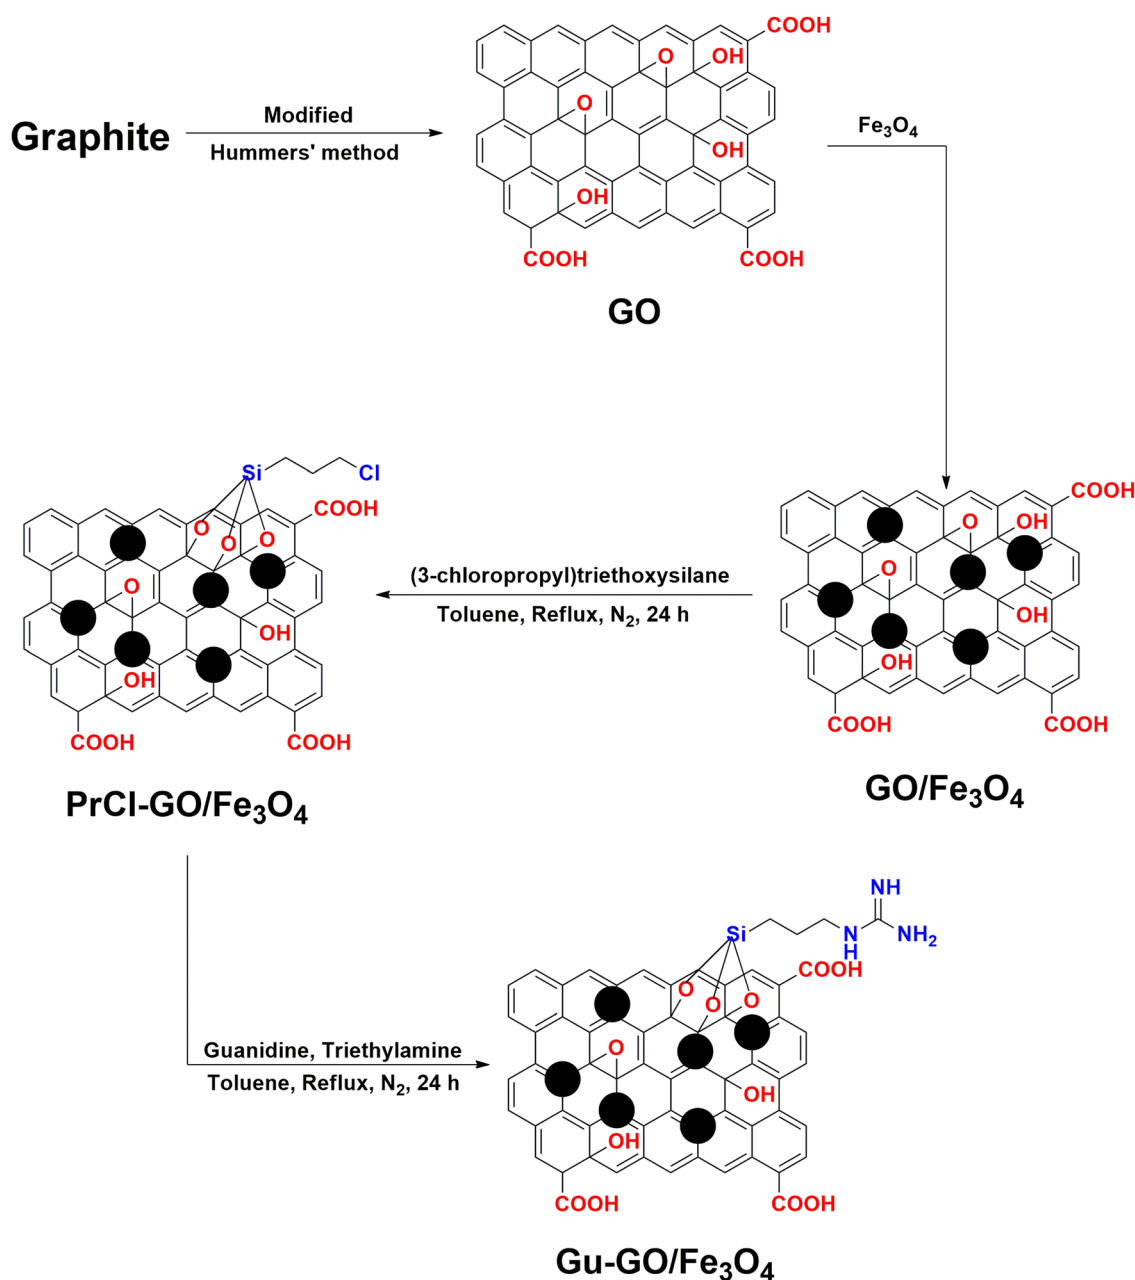 COOH
O
OH
O
Graphite
Modified
Hummers' method
Fe3O4
OH
OH
COOH
COOH
GO
Si
Cl
COOH
O
O
O
O
OH
OH
COOH
COOH
PrCl-GO/Fe3O4
(3-chloropropyl)triethoxysilane
Toluene, Reflux, N2, 24 h
COOH
O
OH
O
OH
OH
COOH
COOH
GO/Fe3O4
Guanidine, Triethylamine
Toluene, Reflux, N2, 24 h
NH
Si
N
H
NH2
COOH
O
O
O
O
OH
OH
COOH
COOH
Gu-GO/Fe3O4